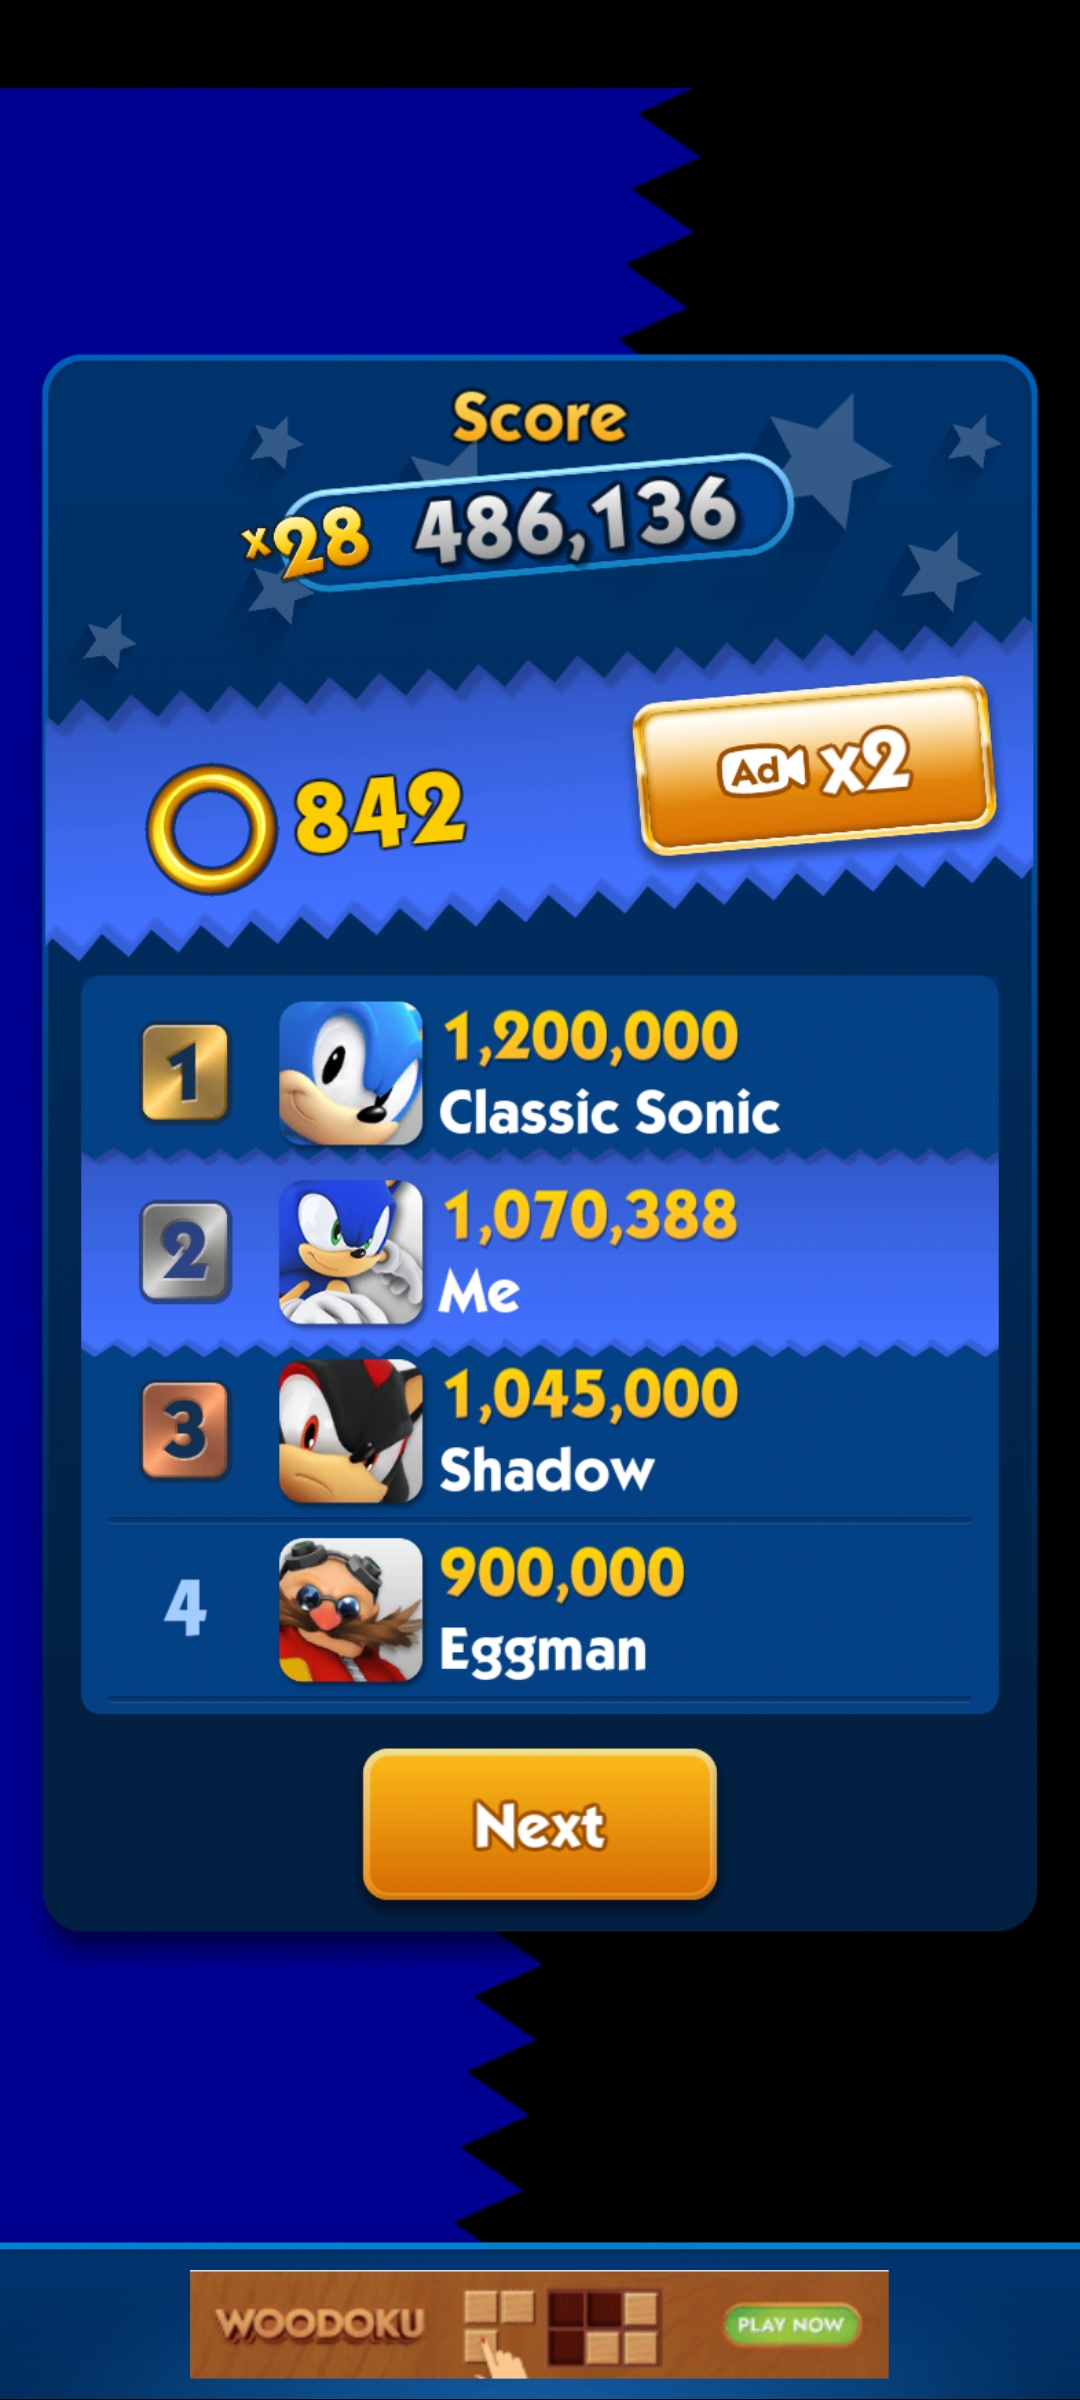 Score
x28 486,136
842
Ad x2
1 1,200,000
Classic Sonic
2 1,070,388
Me
3 1,045,000
Shadow
4 900,000
Eggman
Next
WOODOKU
PLAY NOW